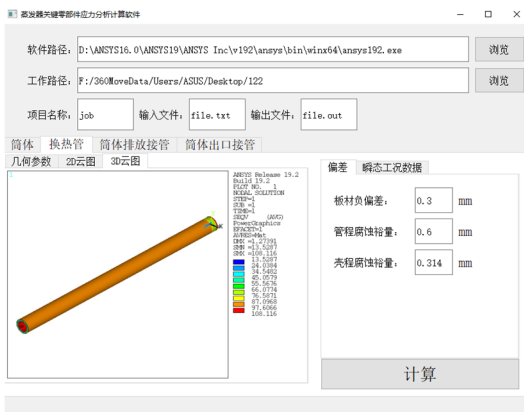 蒸发器关键零部件应力分析计算软件
软件路径: D:\ANSYS16.0\ANSYS19\ANSYS Inc\v192\ansys\bin\winx64\ansys192.exe 浏览
工作路径: F:/360MoveData/Users/ASUS/Desktop/122 浏览
项目名称: job 输入文件: file.txt 输出文件: file.out
筒体 换热管 筒体排放接管 筒体出口接管
几何参数 2D云图 3D云图
偏差 瞬态工况数据
1
ANSYS Release 19.2
Build 19.2
PLOT NO. 1
NODAL SOLUTION
STEP=1
SUB =1
TIME=1
SEQV (AVG)
PowerGraphics
EFACET=1
AVRES=Mat
DMX =1.27391
SMN =13.5287
SMX =108.116
13.5287
24.0384
34.5482
45.0579
55.5676
66.0774
76.5871
87.0968
97.6066
108.116
板材负偏差: 0.3 mm
管程腐蚀裕量: 0.6 mm
壳程腐蚀裕量: 0.314 mm
计算